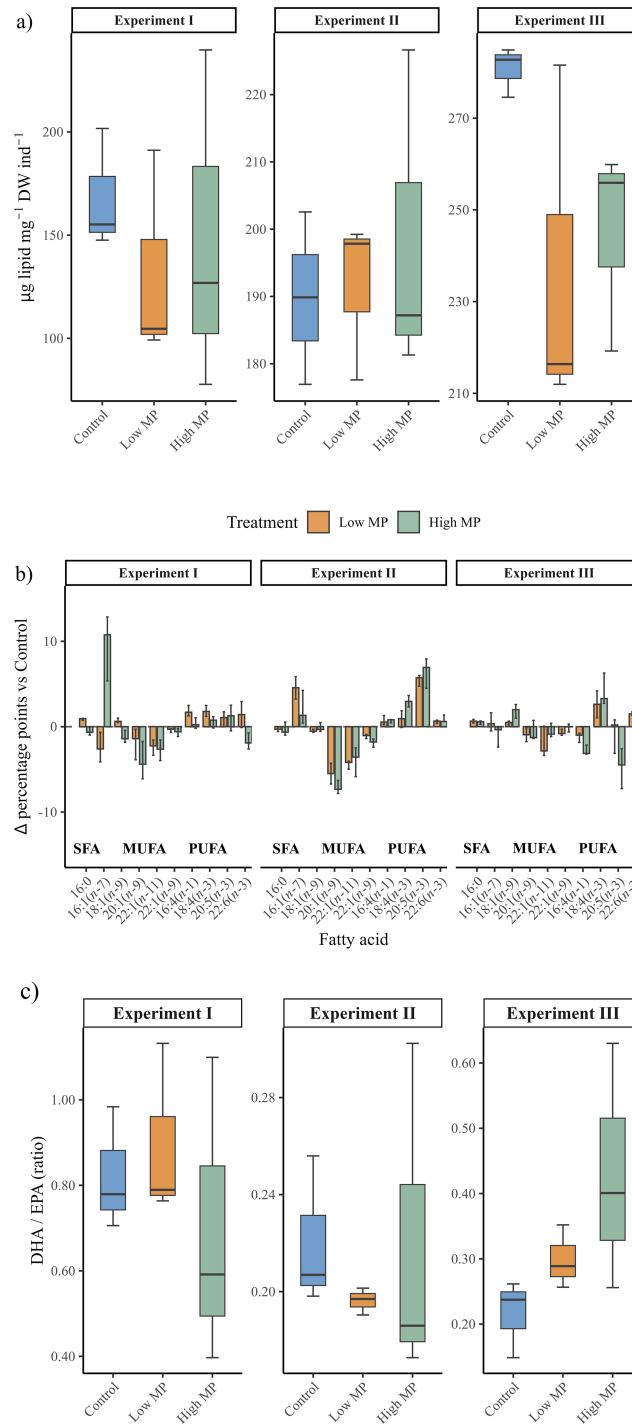 a)
Experiment I
Experiment II
Experiment III
µg lipid mg⁻¹ DW ind⁻¹
200
150
100
220
210
200
190
180
270
250
230
210
Control
Low MP
High MP
Control
Low MP
High MP
Control
Low MP
High MP
Treatment Low MP High MP
b)
Experiment I
Experiment II
Experiment III
Δ percentage points vs Control
10
0
-10
SFA MUFA PUFA
SFA MUFA PUFA
SFA MUFA PUFA
16:0
16:1(n-7)
18:1(n-9)
20:1(n-9)
22:1(n-11)
22:1(n-9)
16:4(n-1)
18:4(n-3)
20:5(n-3)
22:6(n-3)
16:0
16:1(n-7)
18:1(n-9)
20:1(n-9)
22:1(n-11)
22:1(n-9)
16:4(n-1)
18:4(n-3)
20:5(n-3)
22:6(n-3)
16:0
16:1(n-7)
18:1(n-9)
20:1(n-9)
22:1(n-11)
22:1(n-9)
16:4(n-1)
18:4(n-3)
20:5(n-3)
22:6(n-3)
Fatty acid
c)
Experiment I
Experiment II
Experiment III
DHA / EPA (ratio)
1.00
0.80
0.60
0.40
0.28
0.24
0.20
0.60
0.50
0.40
0.30
0.20
Control
Low MP
High MP
Control
Low MP
High MP
Control
Low MP
High MP